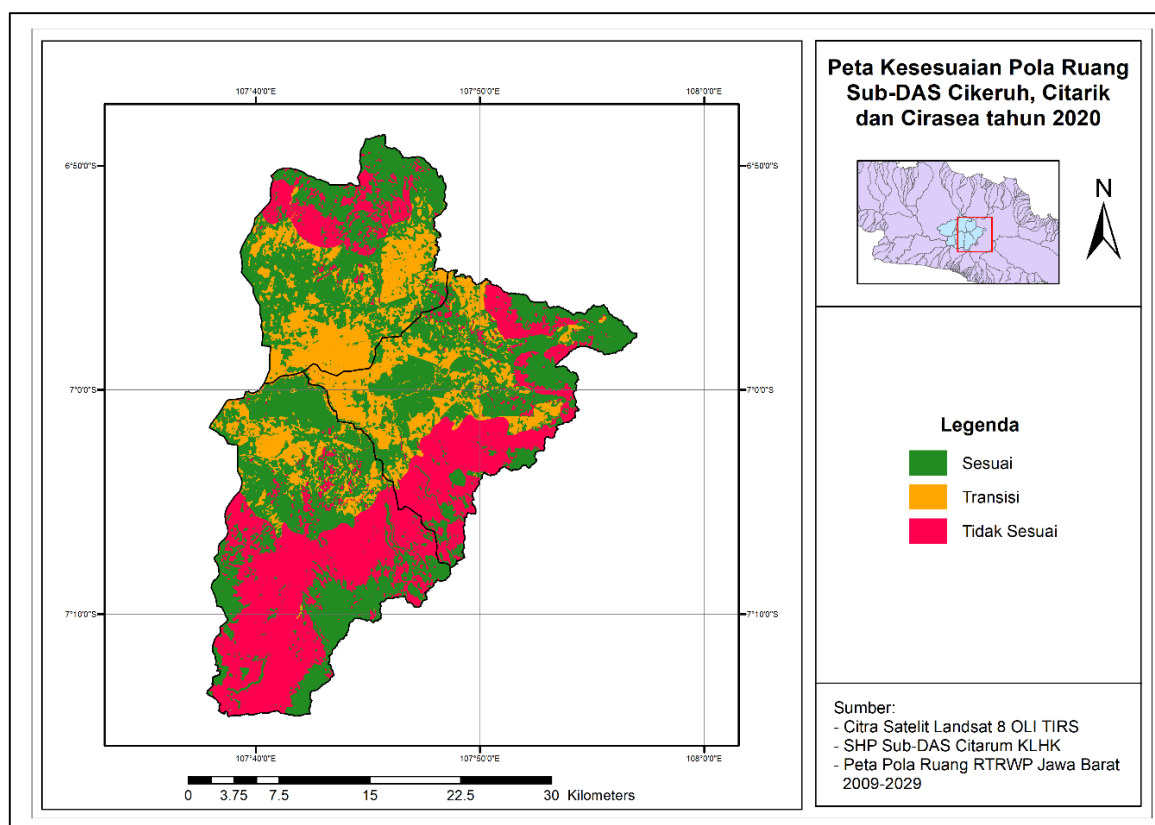 Peta Kesesuaian Pola Ruang
Sub-DAS Cikeruh, Citarik
dan Cirasea tahun 2020
N
107°40'0"E 107°50'0"E 108°0'0"E
6°50'0"S 6°50'0"S
7°0'0"S 7°0'0"S
7°10'0"S 7°10'0"S
107°40'0"E 107°50'0"E 108°0'0"E
0 3.75 7.5 15 22.5 30 Kilometers
Legenda
Sesuai
Transisi
Tidak Sesuai
Sumber:
- Citra Satelit Landsat 8 OLI TIRS
- SHP Sub-DAS Citarum KLHK
- Peta Pola Ruang RTRWP Jawa Barat
2009-2029